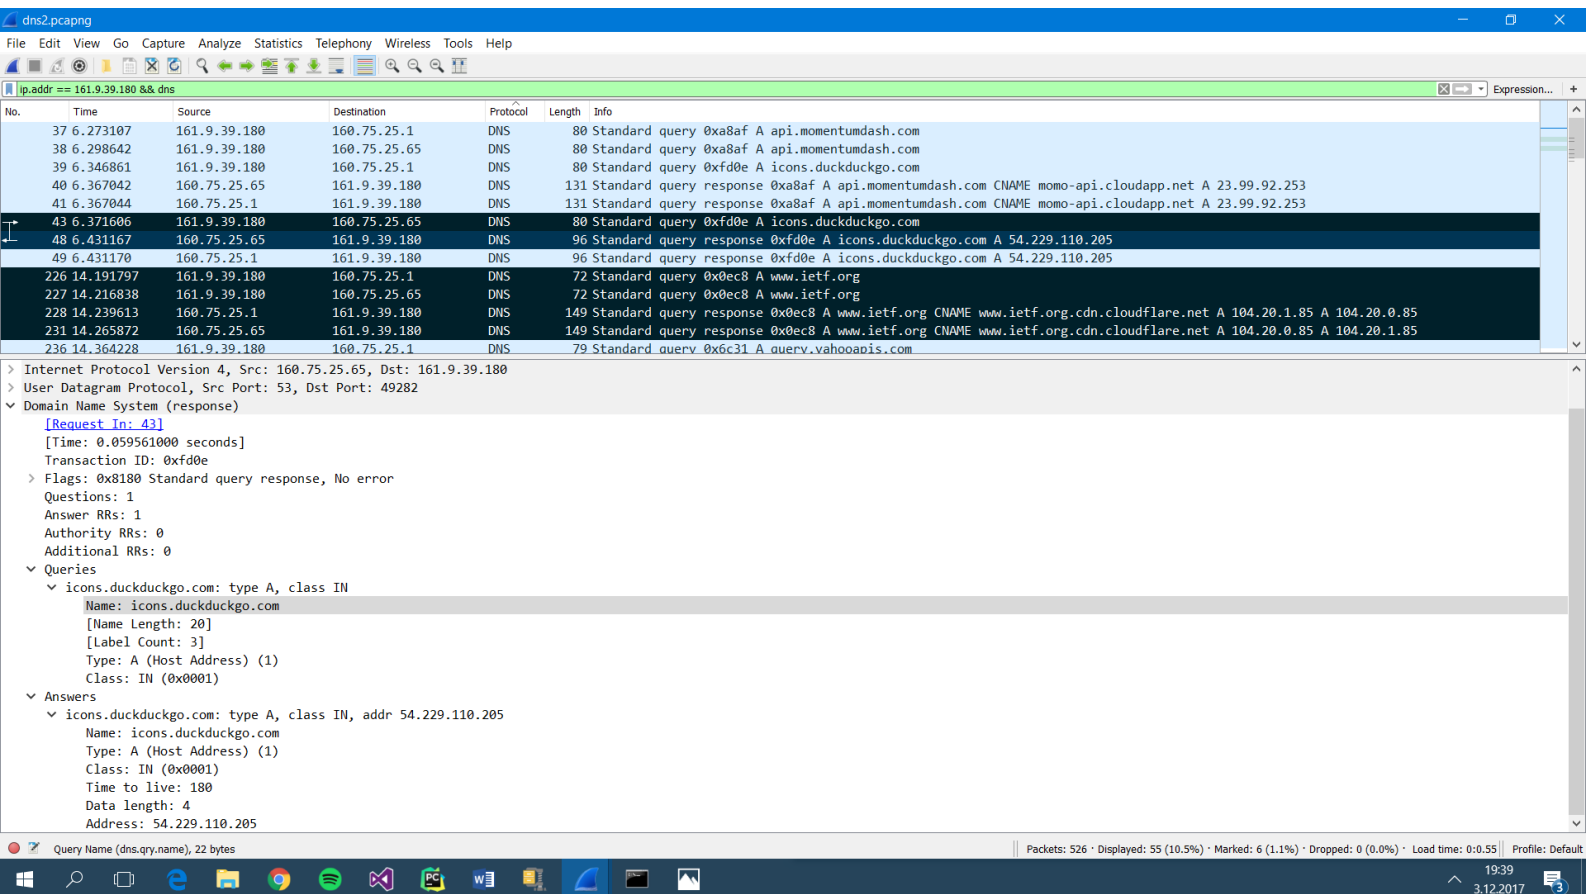 dns2.pcapng
File Edit View Go Capture Analyze Statistics Telephony Wireless Tools Help
ip.addr == 161.9.39.180 && dns Expression... +
No. Time Source Destination Protocol Length Info
37 6.273107 161.9.39.180 160.75.25.1 DNS 80 Standard query 0xa8af A api.momentumdash.com
38 6.298642 161.9.39.180 160.75.25.65 DNS 80 Standard query 0xa8af A api.momentumdash.com
39 6.346861 161.9.39.180 160.75.25.1 DNS 80 Standard query 0xfd0e A icons.duckduckgo.com
40 6.367042 160.75.25.65 161.9.39.180 DNS 131 Standard query response 0xa8af A api.momentumdash.com CNAME momo-api.cloudapp.net A 23.99.92.253
41 6.367044 160.75.25.1 161.9.39.180 DNS 131 Standard query response 0xa8af A api.momentumdash.com CNAME momo-api.cloudapp.net A 23.99.92.253
43 6.371606 161.9.39.180 160.75.25.65 DNS 80 Standard query 0xfd0e A icons.duckduckgo.com
48 6.431167 160.75.25.65 161.9.39.180 DNS 96 Standard query response 0xfd0e A icons.duckduckgo.com A 54.229.110.205
49 6.431170 160.75.25.1 161.9.39.180 DNS 96 Standard query response 0xfd0e A icons.duckduckgo.com A 54.229.110.205
226 14.191797 161.9.39.180 160.75.25.1 DNS 72 Standard query 0x0ec8 A www.ietf.org
227 14.216838 161.9.39.180 160.75.25.65 DNS 72 Standard query 0x0ec8 A www.ietf.org
228 14.239613 160.75.25.1 161.9.39.180 DNS 149 Standard query response 0x0ec8 A www.ietf.org CNAME www.ietf.org.cdn.cloudflare.net A 104.20.1.85 A 104.20.0.85
231 14.265872 160.75.25.65 161.9.39.180 DNS 149 Standard query response 0x0ec8 A www.ietf.org CNAME www.ietf.org.cdn.cloudflare.net A 104.20.0.85 A 104.20.1.85
236 14.364228 161.9.39.180 160.75.25.1 DNS 79 Standard query 0x6c31 A query.yahooapis.com
Internet Protocol Version 4, Src: 160.75.25.65, Dst: 161.9.39.180
User Datagram Protocol, Src Port: 53, Dst Port: 49282
Domain Name System (response)
[Request In: 43]
[Time: 0.059561000 seconds]
Transaction ID: 0xfd0e
Flags: 0x8180 Standard query response, No error
Questions: 1
Answer RRs: 1
Authority RRs: 0
Additional RRs: 0
Queries
icons.duckduckgo.com: type A, class IN
Name: icons.duckduckgo.com
[Name Length: 20]
[Label Count: 3]
Type: A (Host Address) (1)
Class: IN (0x0001)
Answers
icons.duckduckgo.com: type A, class IN, addr 54.229.110.205
Name: icons.duckduckgo.com
Type: A (Host Address) (1)
Class: IN (0x0001)
Time to live: 180
Data length: 4
Address: 54.229.110.205
Query Name (dns.qry.name), 22 bytes Packets: 526 · Displayed: 55 (10.5%) · Marked: 6 (1.1%) · Dropped: 0 (0.0%) · Load time: 0:0.55 Profile: Default
19:39
3.12.2017
3